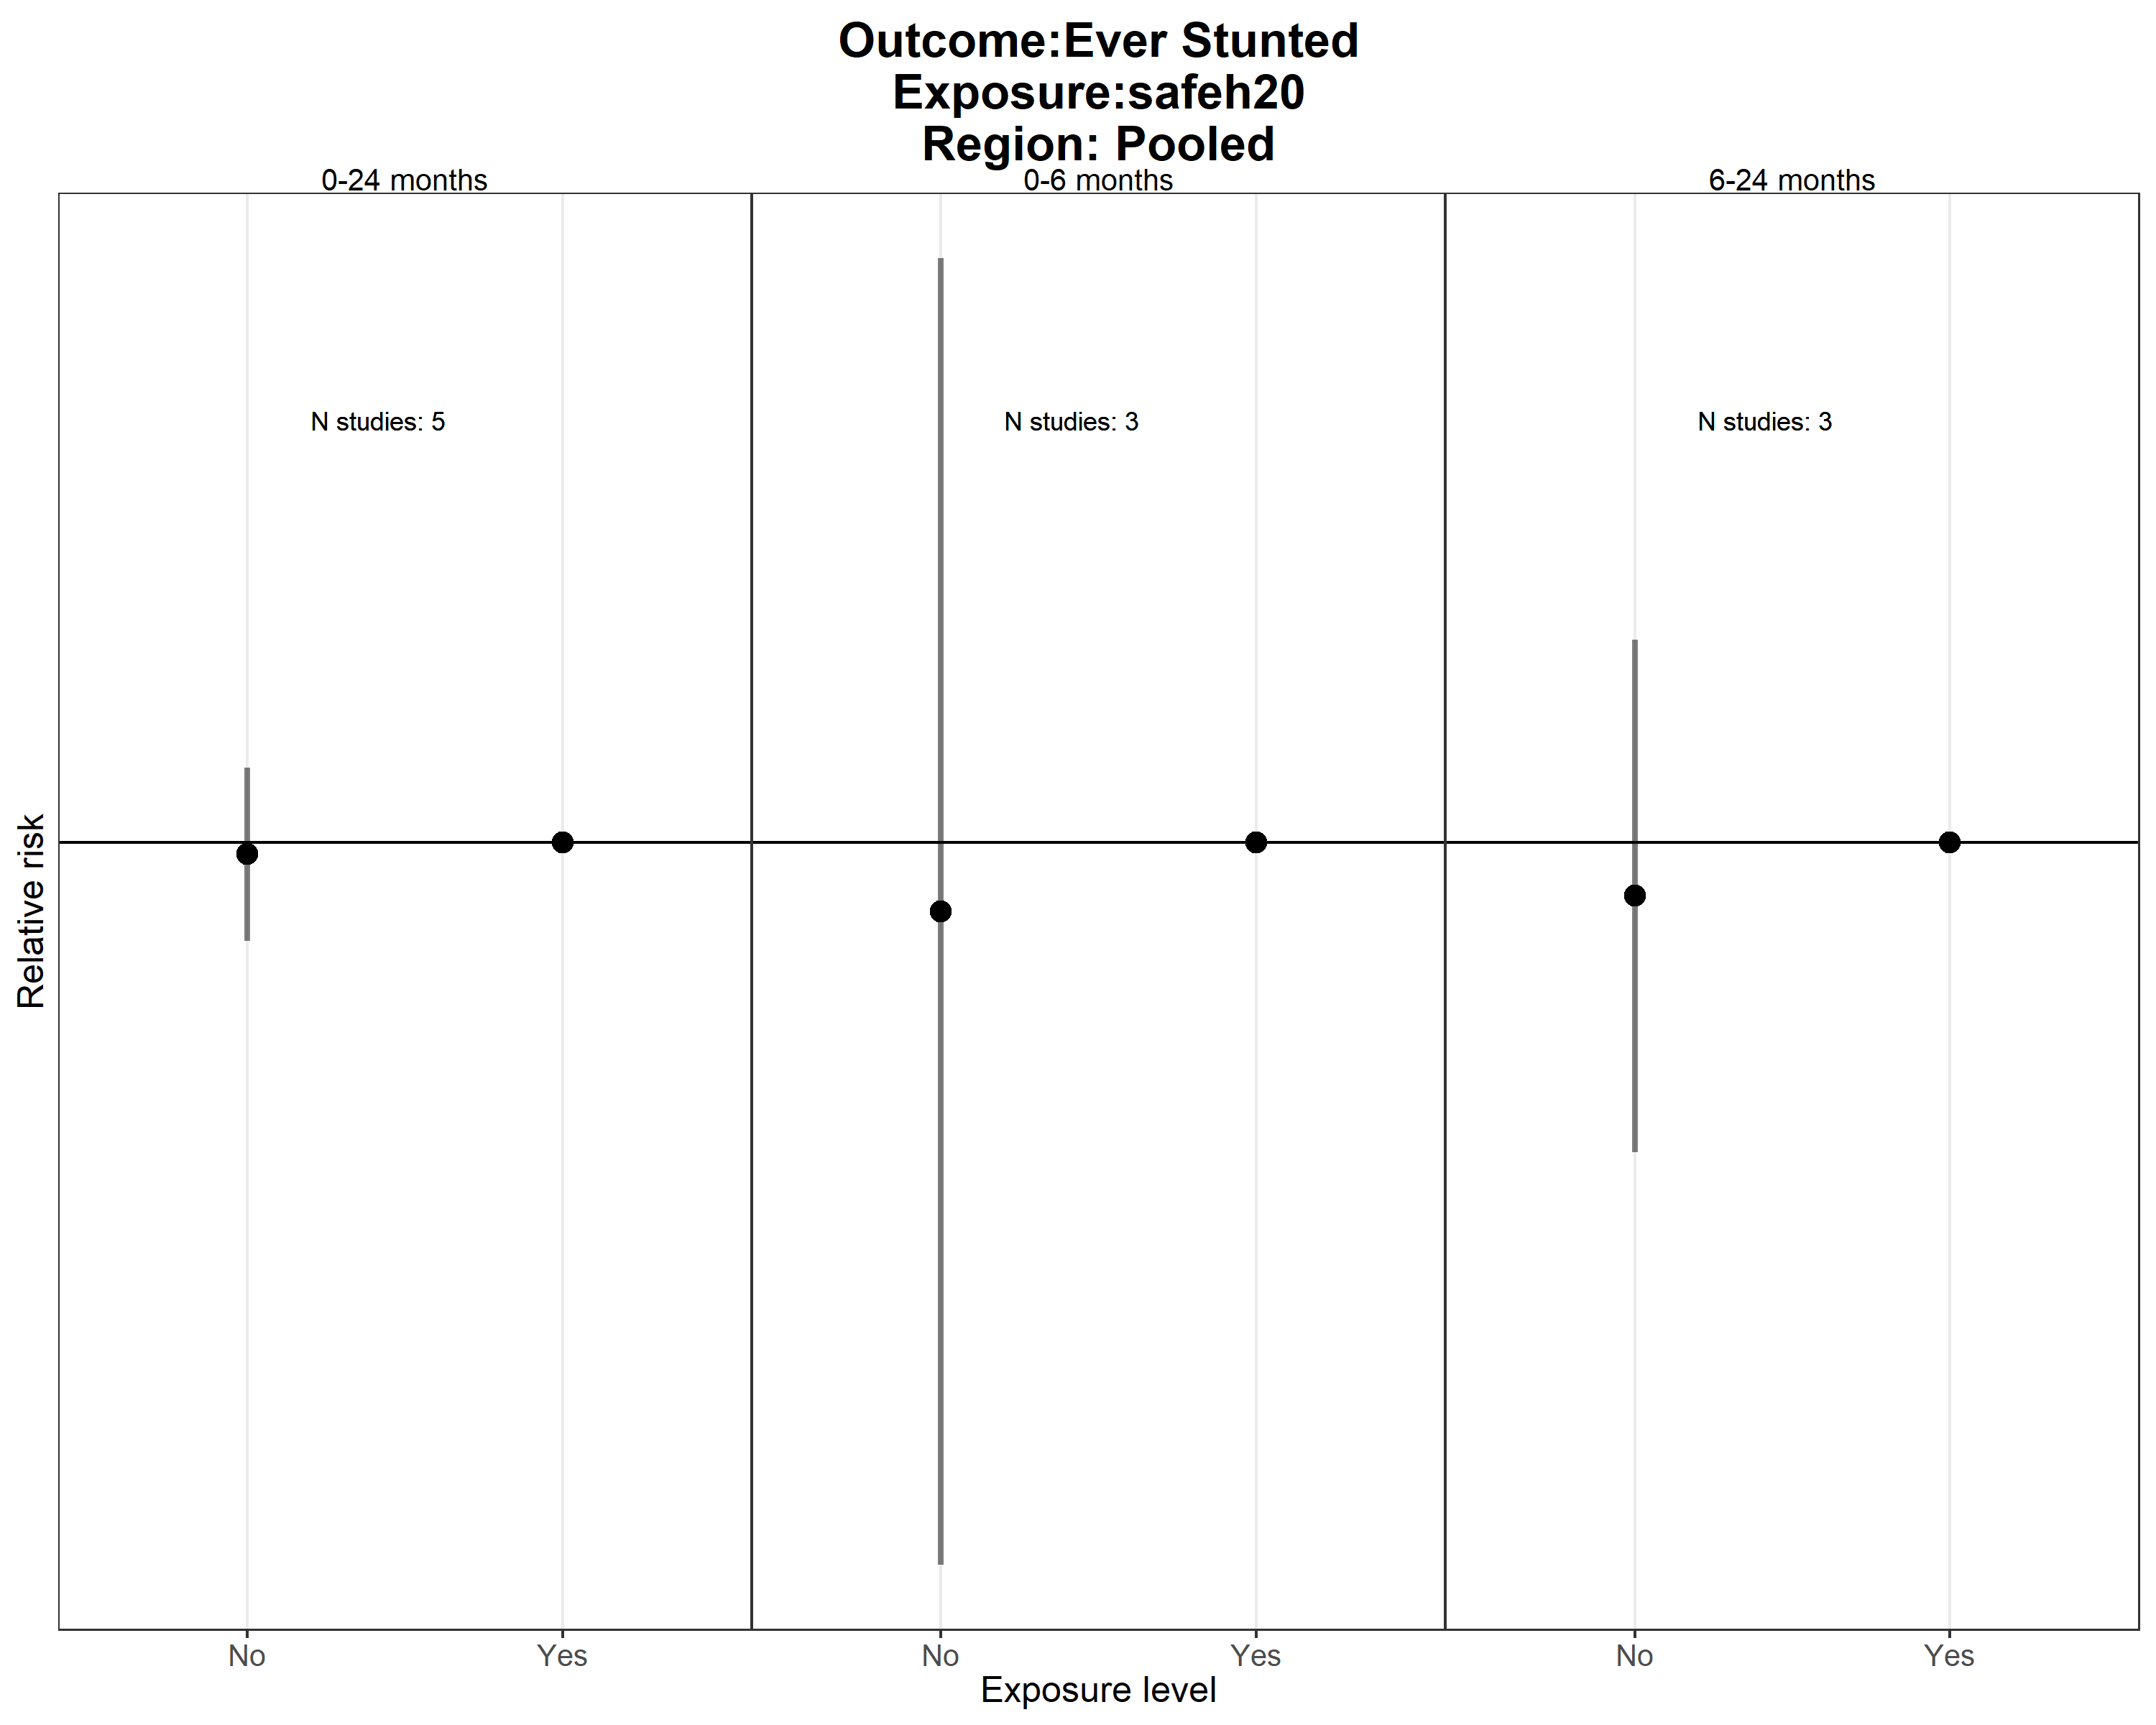 Outcome:Ever Stunted
Exposure:safeh20
Region: Pooled
0-24 months
0-6 months
6-24 months
N studies: 5
N studies: 3
N studies: 3
Relative risk
No
Yes
No
Yes
No
Yes
Exposure level